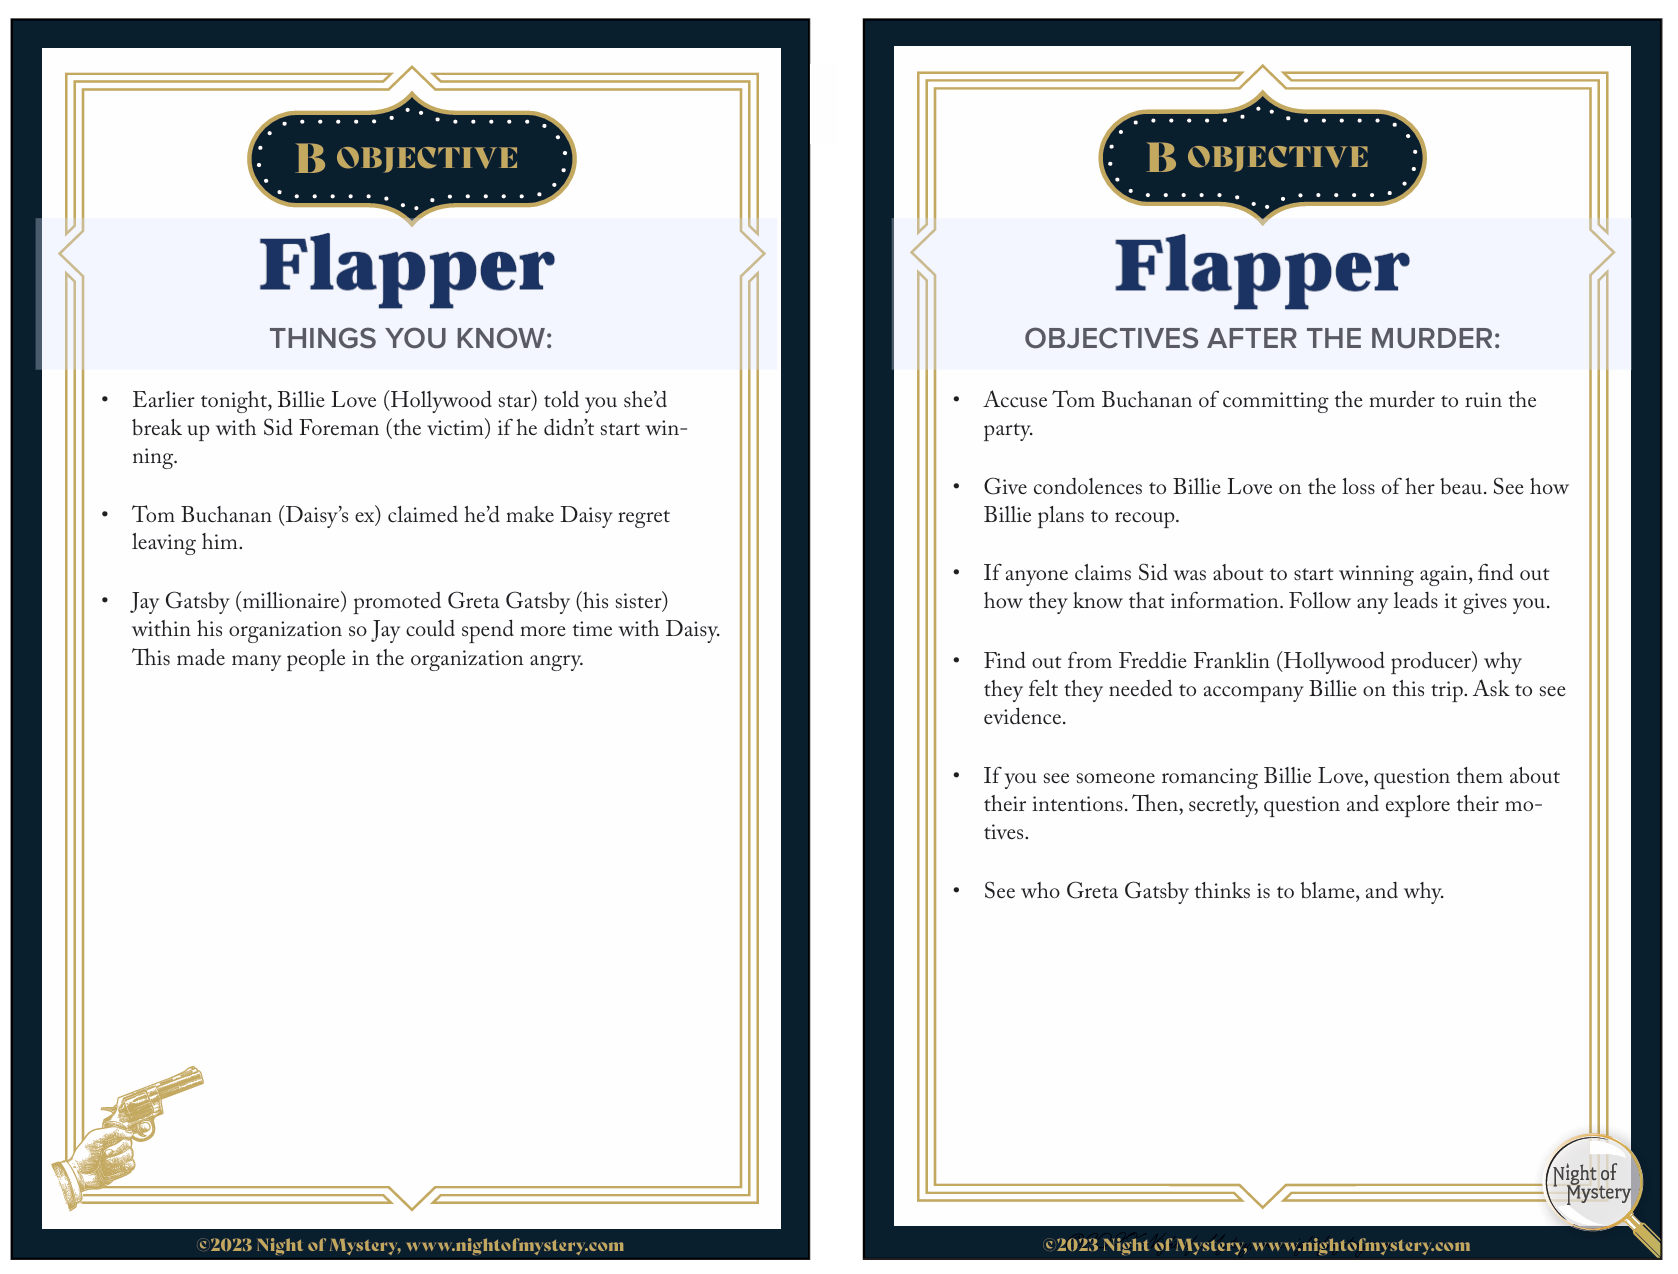 B OBJECTIVE
Flapper
THINGS YOU KNOW:
• Earlier tonight, Billie Love (Hollywood star) told you she’d
break up with Sid Foreman (the victim) if he didn’t start win-
ning.
• Tom Buchanan (Daisy’s ex) claimed he’d make Daisy regret
leaving him.
• Jay Gatsby (millionaire) promoted Greta Gatsby (his sister)
within his organization so Jay could spend more time with Daisy.
This made many people in the organization angry.
©2023 Night of Mystery, www.nightofmystery.com
B OBJECTIVE
Flapper
OBJECTIVES AFTER THE MURDER:
• Accuse Tom Buchanan of committing the murder to ruin the
party.
• Give condolences to Billie Love on the loss of her beau. See how
Billie plans to recoup.
• If anyone claims Sid was about to start winning again, find out
how they know that information. Follow any leads it gives you.
• Find out from Freddie Franklin (Hollywood producer) why
they felt they needed to accompany Billie on this trip. Ask to see
evidence.
• If you see someone romancing Billie Love, question them about
their intentions. Then, secretly, question and explore their mo-
tives.
• See who Greta Gatsby thinks is to blame, and why.
Night of
Mystery
©2023 Night of Mystery, www.nightofmystery.com